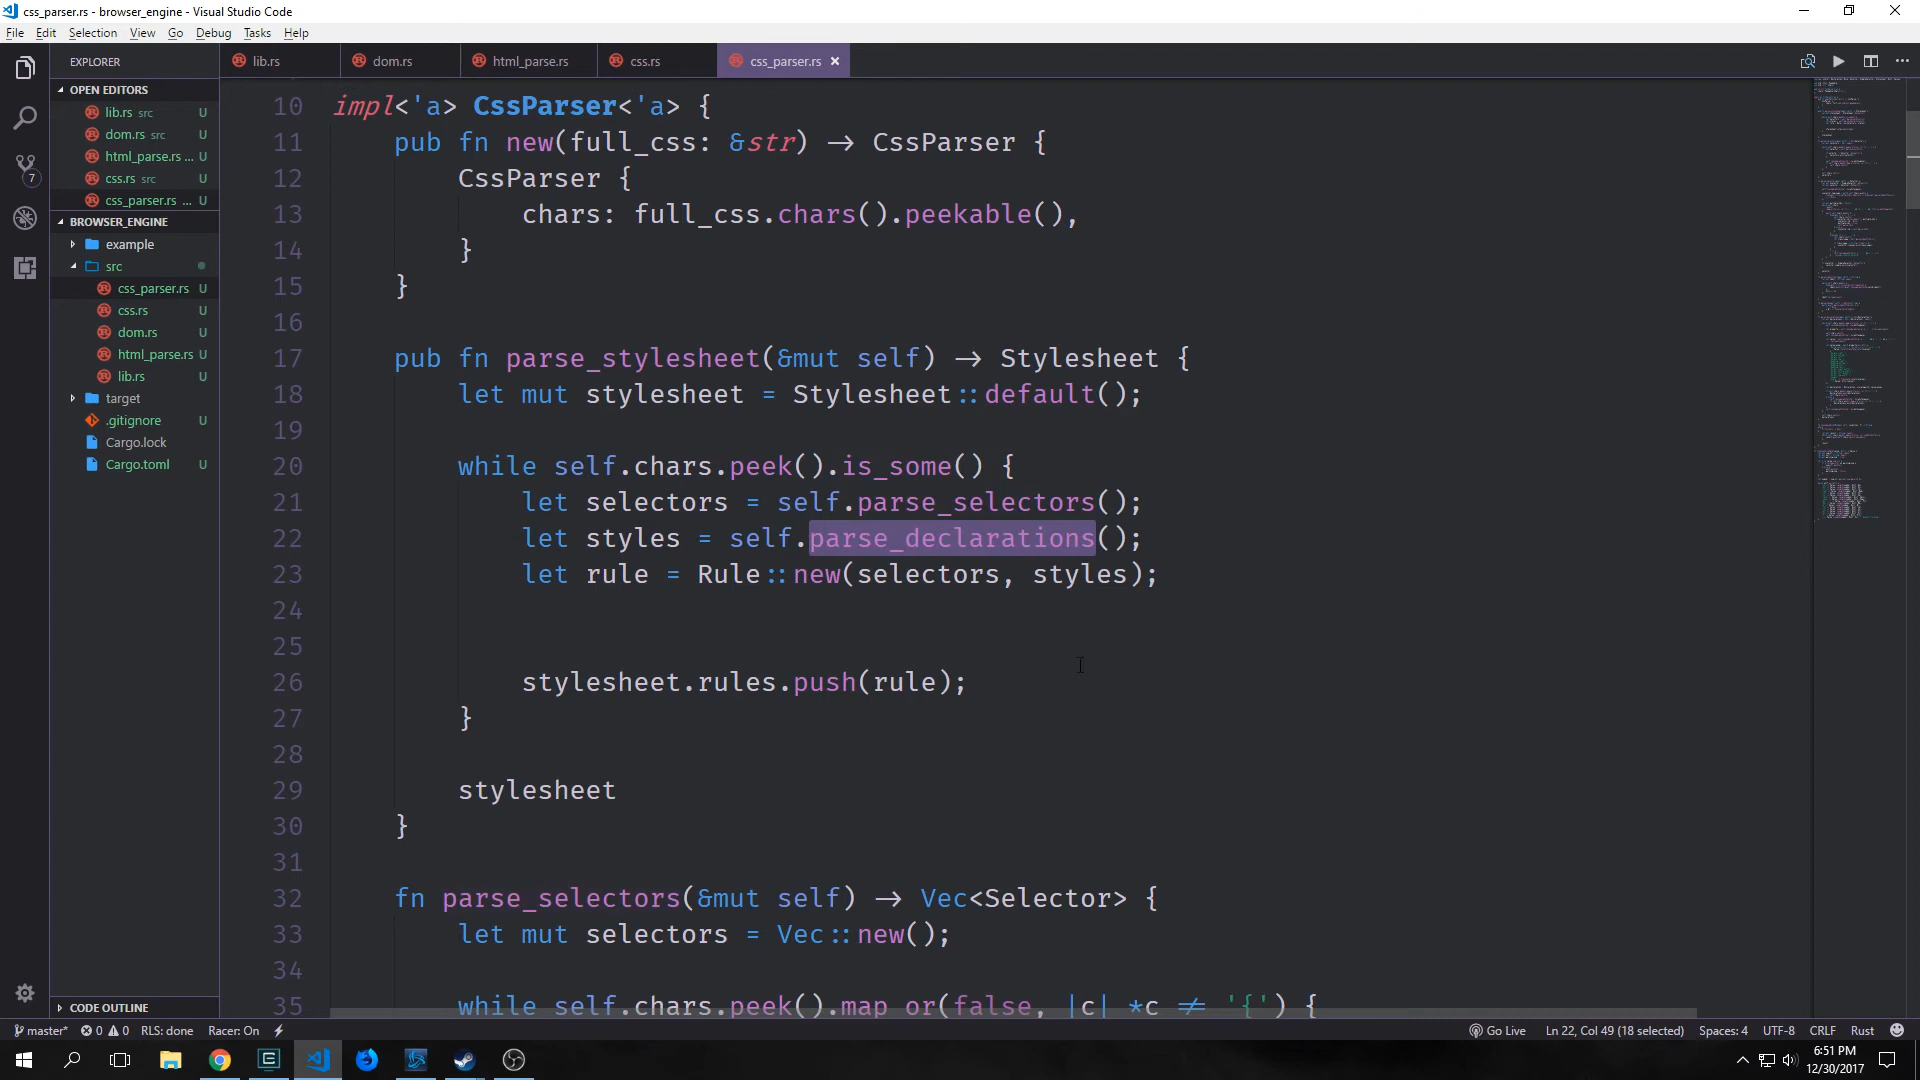 css_parser.rs - browser_engine - Visual Studio Code
File Edit Selection View Go Debug Tasks Help
EXPLORER
lib.rs
dom.rs
html_parse.rs
css.rs
css_parser.rs ×
OPEN EDITORS
lib.rs src U
dom.rs src U
html_parse.rs ... U
css.rs src U
css_parser.rs ... U
BROWSER_ENGINE
example
src
css_parser.rs U
css.rs U
dom.rs U
html_parse.rs U
lib.rs U
target
.gitignore U
Cargo.lock
Cargo.toml U
CODE OUTLINE
7
10 impl<'a> CssParser<'a> {
11 pub fn new(full_css: &str) → CssParser {
12 CssParser {
13 chars: full_css.chars().peekable(),
14 }
15 }
16
17 pub fn parse_stylesheet(&mut self) → Stylesheet {
18 let mut stylesheet = Stylesheet::default();
19
20 while self.chars.peek().is_some() {
21 let selectors = self.parse_selectors();
22 let styles = self.parse_declarations();
23 let rule = Rule::new(selectors, styles);
24
25
26 stylesheet.rules.push(rule);
27 }
28
29 stylesheet
30 }
31
32 fn parse_selectors(&mut self) → Vec<Selector> {
33 let mut selectors = Vec::new();
34
35 while self.chars.peek().map_or(false, |c| *c ≠ '{') {
master* 0 0 RLS: done Racer: On
Go Live Ln 22, Col 49 (18 selected) Spaces: 4 UTF-8 CRLF Rust
6:51 PM
12/30/2017